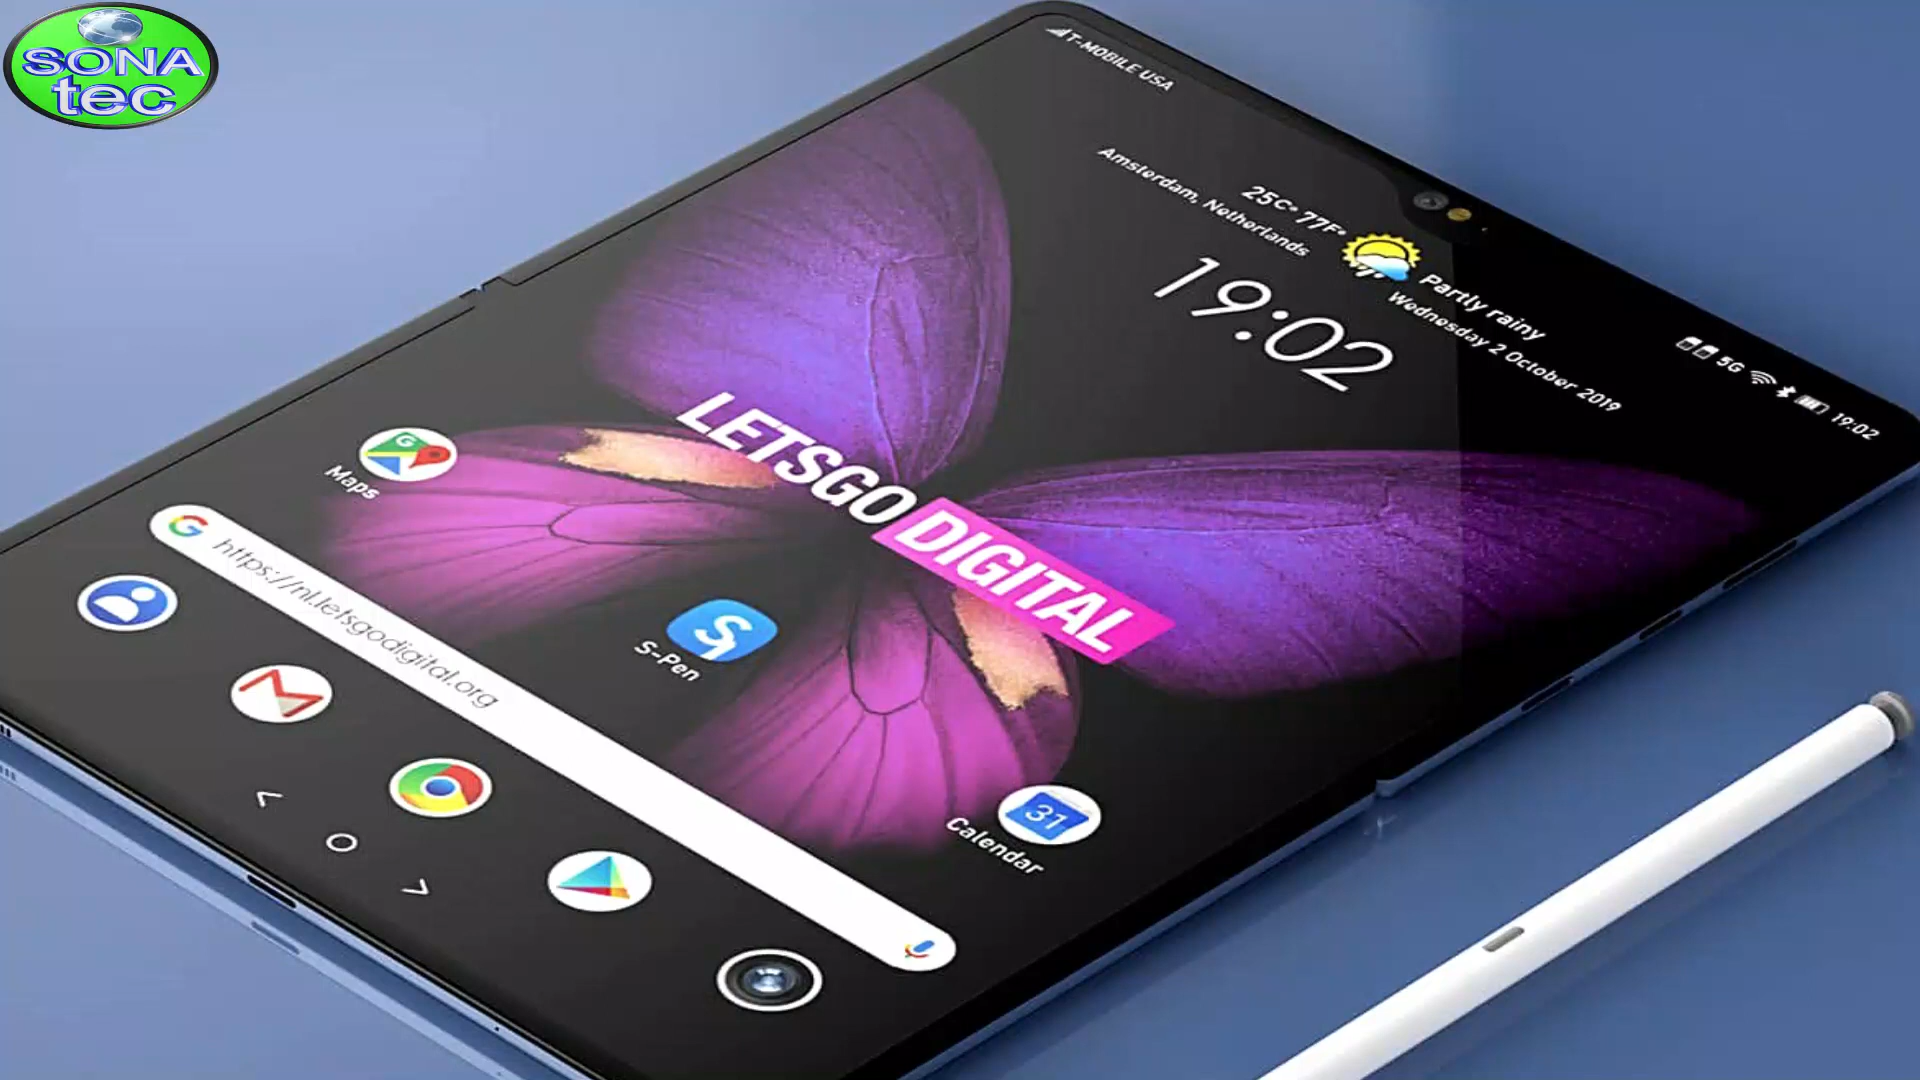 SONA
tec
T-MOBILE USA
25C° 77F°
Amsterdam, Netherlands
19:02
Partly rainy
Wednesday 2 October 2019
5G
19:02
LETSGO DIGITAL
Maps
G
https://nl.letsgodigital.org
S-Pen
31
Calendar